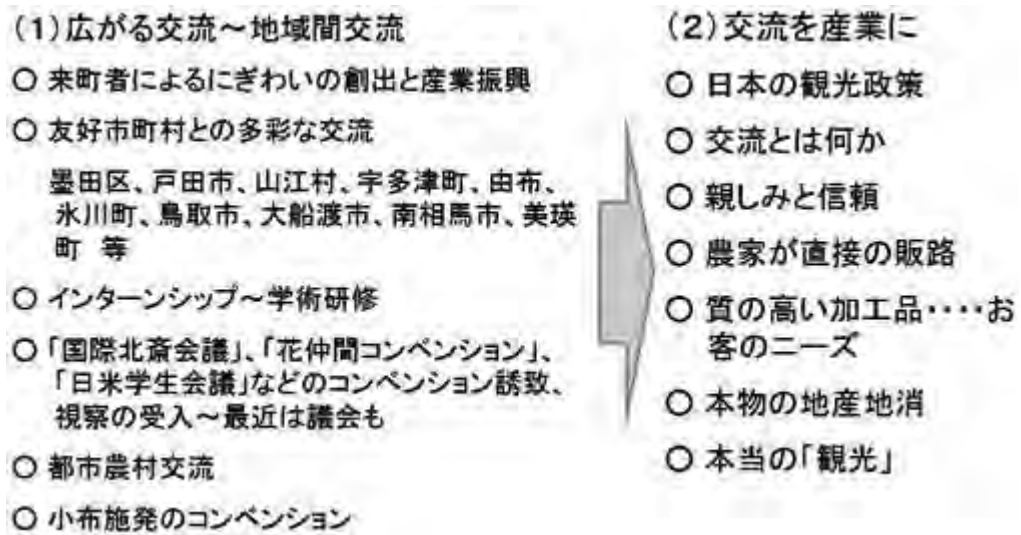 (1)広がる交流～地域間交流
○ 来町者によるにぎわいの創出と産業振興
○ 友好市町村との多彩な交流
墨田区、戸田市、山江村、宇多津町、由布、
氷川町、鳥取市、大船渡市、南相馬市、美瑛
町 等
○ インターンシップ～学術研修
○「国際北斎会議」、「花仲間コンベンション」、
「日米学生会議」などのコンベンション誘致、
視察の受入～最近は議会も
○ 都市農村交流
○ 小布施発のコンベンション
(2)交流を産業に
○ 日本の観光政策
○ 交流とは何か
○ 親しみと信頼
○ 農家が直接の販路
○ 質の高い加工品････お
客のニーズ
○ 本物の地産地消
○ 本当の「観光」